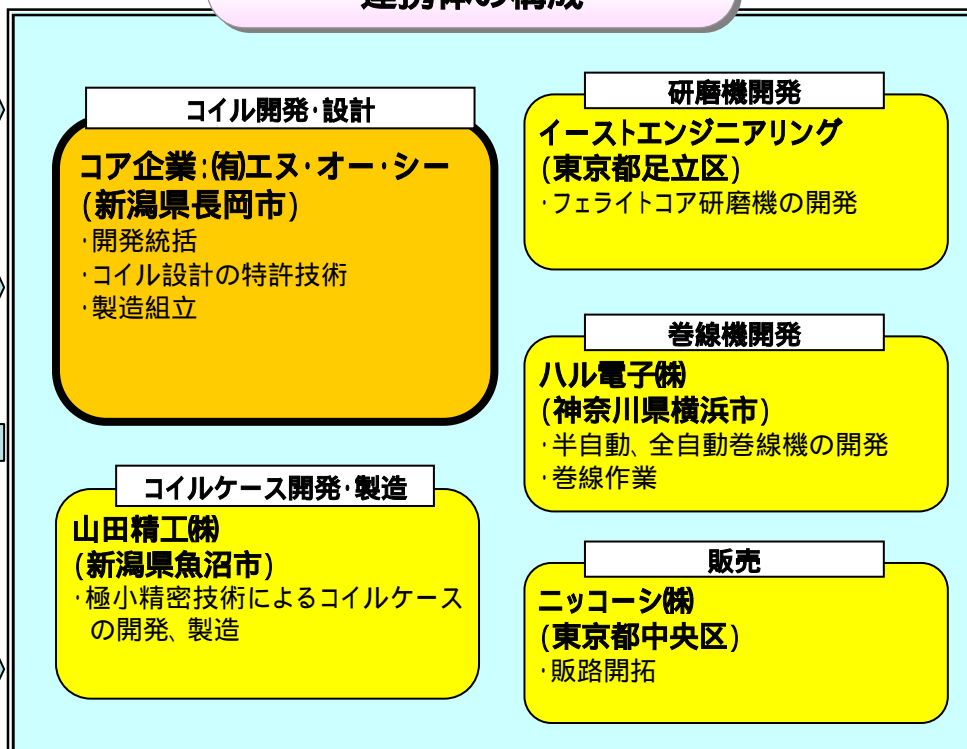 連携体の構成
コイル開発・設計
コア企業:㈲エヌ・オー・シー
(新潟県長岡市)
・開発統括
・コイル設計の特許技術
・製造組立
コイルケース開発・製造
山田精工㈱
(新潟県魚沼市)
・極小精密技術によるコイルケース
の開発、製造
研磨機開発
イーストエンジニアリング
(東京都足立区)
・フェライトコア研磨機の開発
巻線機開発
ハル電子㈱
(神奈川県横浜市)
・半自動、全自動巻線機の開発
・巻線作業
販売
ニッコーシ㈱
(東京都中央区)
・販路開拓